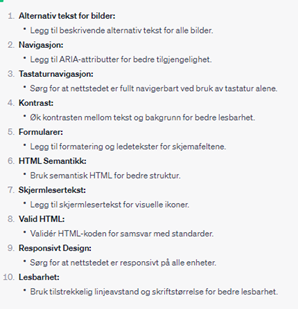 1. Alternativ tekst for bilder:
• Legg til beskrivende alternativ tekst for alle bilder.
2. Navigasjon:
• Legg til ARIA-attributter for bedre tilgjengelighet.
3. Tastaturnavigasjon:
• Sørg for at nettstedet er fullt navigerbart ved bruk av tastatur alene.
4. Kontrast:
• Øk kontrasten mellom tekst og bakgrunn for bedre lesbarhet.
5. Formularer:
• Legg til formatering og ledetekster for skjemafeltene.
6. HTML Semantikk:
• Bruk semantisk HTML for bedre struktur.
7. Skjermlesertekst:
• Legg til skjermlesertekst for visuelle ikoner.
8. Valid HTML:
• Validér HTML-koden for samsvar med standarder.
9. Responsivt Design:
• Sørg for at nettstedet er responsivt på alle enheter.
10. Lesbarhet:
• Bruk tilstrekkelig linjeavstand og skriftstørrelse for bedre lesbarhet.